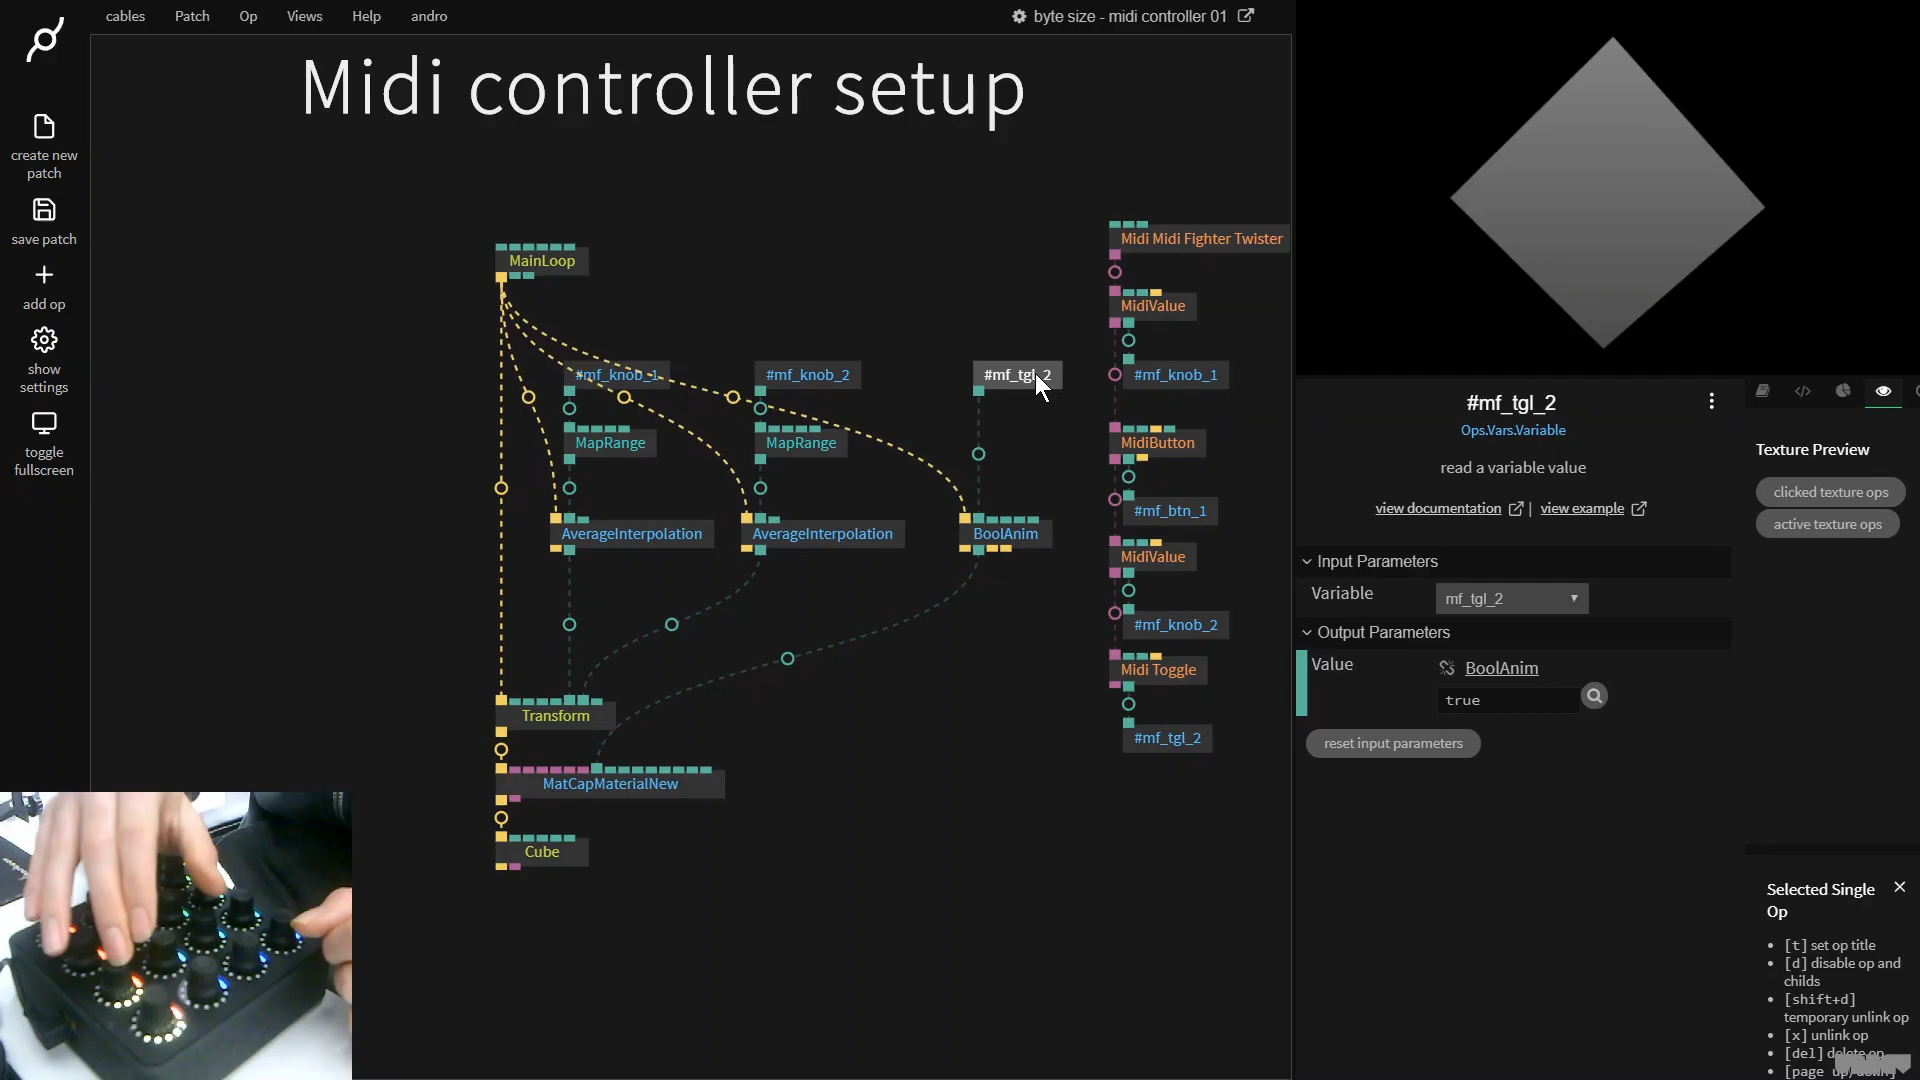 cables
Patch
Op
Views
Help
andro
byte size - midi controller 01
create new
patch
save patch
add op
show
settings
toggle
fullscreen
Midi controller setup
MainLoop
#mf_knob_1
#mf_knob_2
#mf_tgl_2
MapRange
MapRange
AverageInterpolation
AverageInterpolation
BoolAnim
Transform
MatCapMaterialNew
Cube
Midi Midi Fighter Twister
MidiValue
#mf_knob_1
MidiButton
#mf_btn_1
MidiValue
#mf_knob_2
Midi Toggle
#mf_tgl_2
#mf_tgl_2
Ops.Vars.Variable
read a variable value
view documentation | view example
Input Parameters
Variable mf_tgl_2
Output Parameters
Value BoolAnim
true
reset input parameters
Texture Preview
clicked texture ops
active texture ops
Selected Single
Op
[t] set op title
[d] disable op and
childs
[shift+d]
temporary unlink op
[x] unlink op
[del] delete op
[page